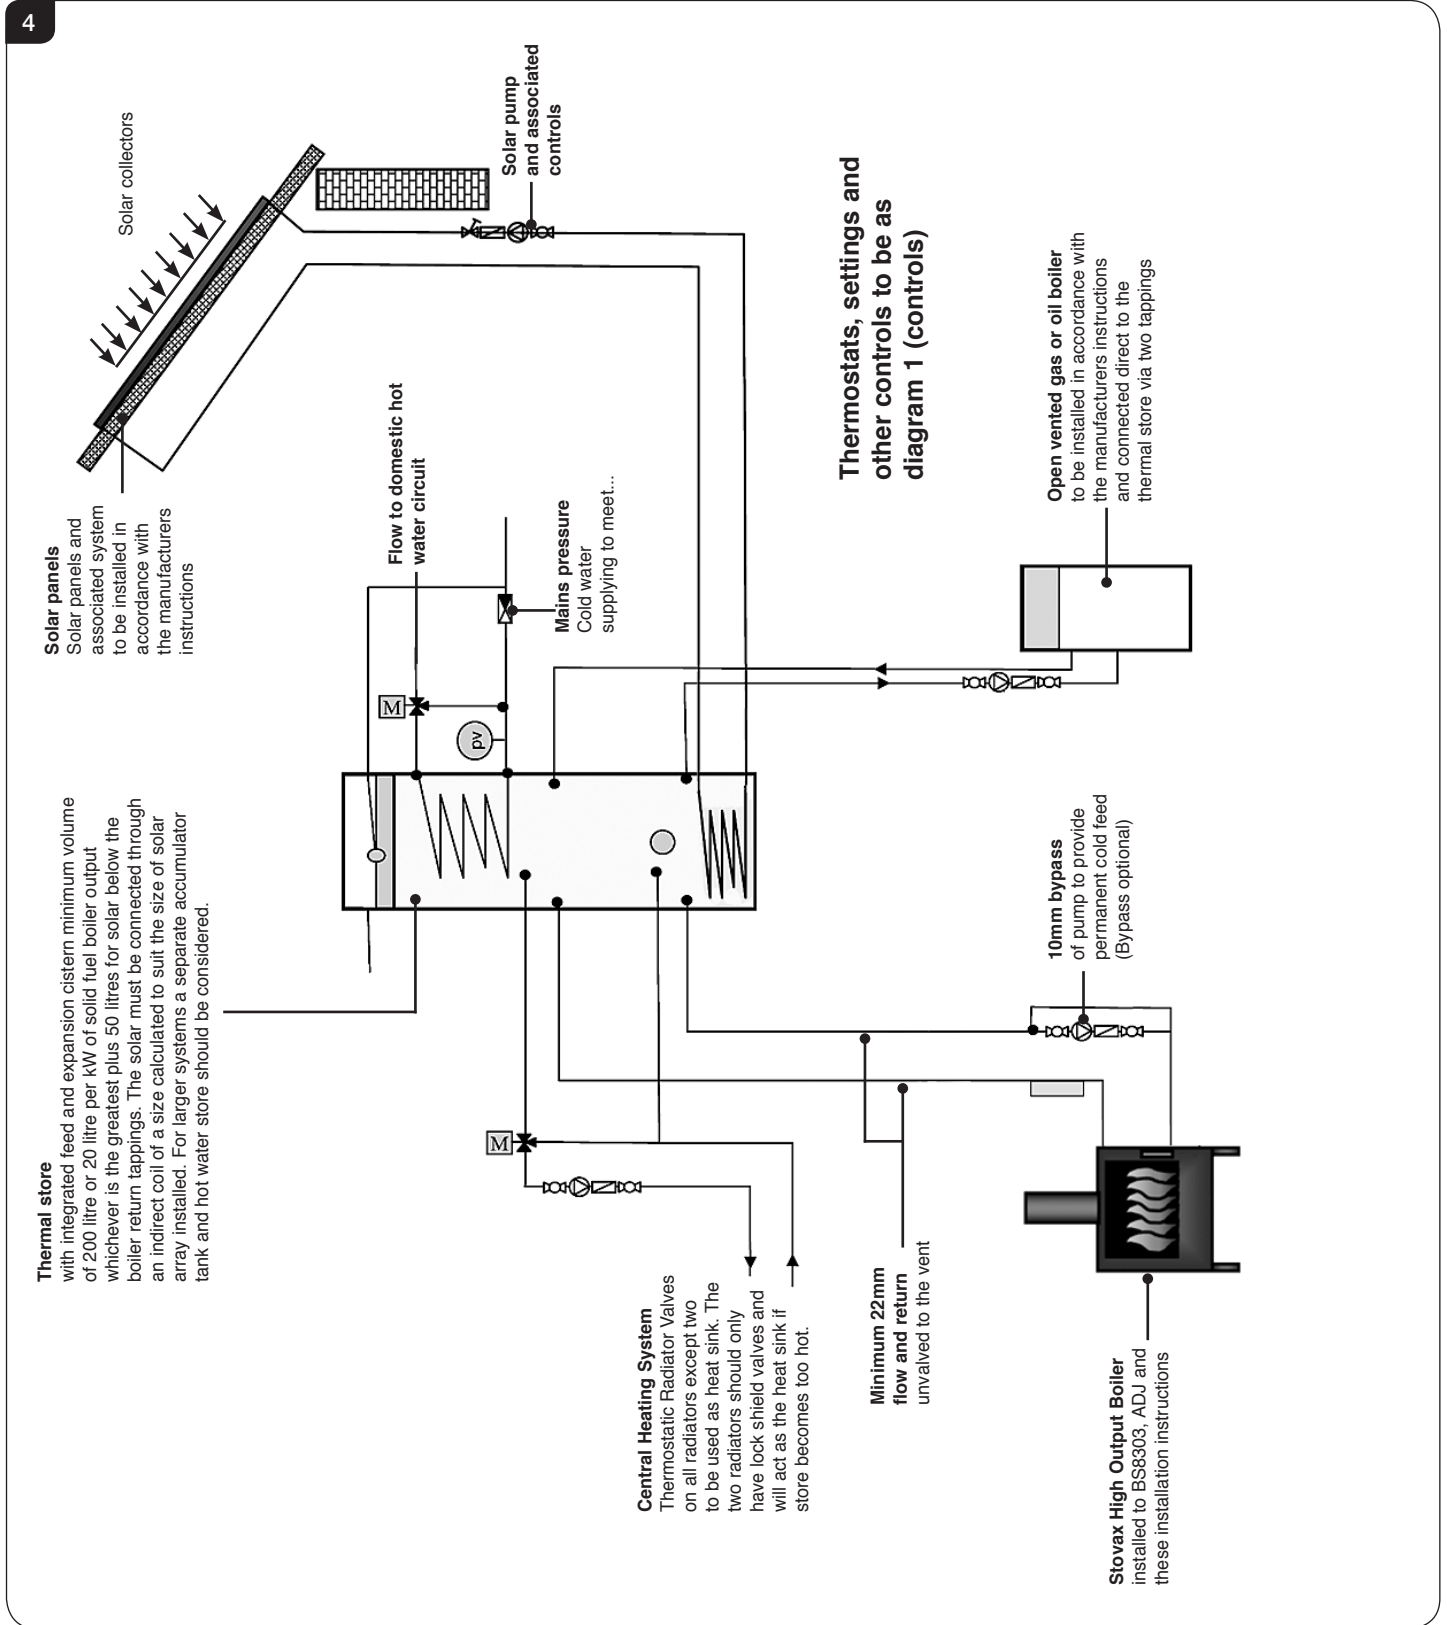 4
Thermal store
with integrated feed and expansion cistern minimum volume
of 200 litre or 20 litre per kW of solid fuel boiler output
whichever is the greatest plus 50 litres for solar below the
boiler return tappings. The solar must be connected through
an indirect coil of a size calculated to suit the size of solar
array installed. For larger systems a separate accumulator
tank and hot water store should be considered.
Solar panels
Solar panels and
associated system
to be installed in
accordance with
the manufacturers
instructions
Solar collectors
Flow to domestic hot
water circuit
Solar pump
and associated
controls
Mains pressure
Cold water
supplying to meet...
M
pv
M
Central Heating System
Thermostatic Radiator Valves
on all radiators except two
to be used as heat sink. The
two radiators should only
have lock shield valves and
will act as the heat sink if
store becomes too hot.
Thermostats, settings and
other controls to be as
diagram 1 (controls)
Minimum 22mm
flow and return
unvalved to the vent
10mm bypass
of pump to provide
permanent cold feed
(Bypass optional)
Open vented gas or oil boiler
to be installed in accordance with
the manufacturers instructions
and connected direct to the
thermal store via two tappings
Stovax High Output Boiler
installed to BS8303, ADJ and
these installation instructions